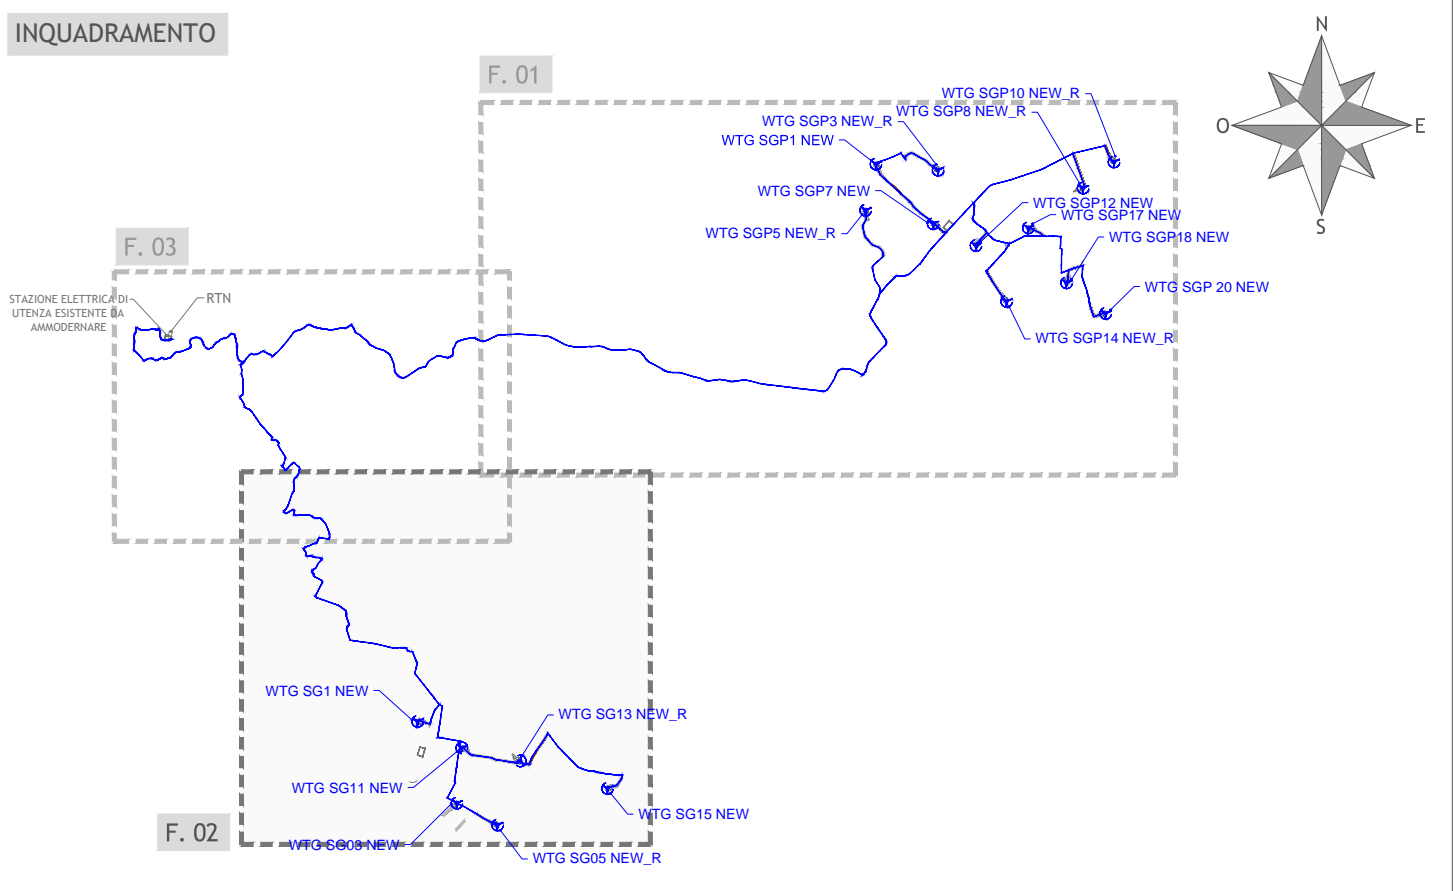 INQUADRAMENTO
F. 01
N
O
E
S
WTG SGP10 NEW_R
WTG SGP8 NEW_R
WTG SGP3 NEW_R
WTG SGP1 NEW
WTG SGP7 NEW
WTG SGP12 NEW
WTG SGP17 NEW
WTG SGP5 NEW_R
WTG SGP18 NEW
WTG SGP 20 NEW
WTG SGP14 NEW_R
F. 03
STAZIONE ELETTRICA DI
UTENZA ESISTENTE DA
AMMODERNARE
RTN
WTG SG1 NEW
WTG SG13 NEW_R
WTG SG11 NEW
WTG SG15 NEW
F. 02
WTG SG03 NEW
WTG SG05 NEW_R